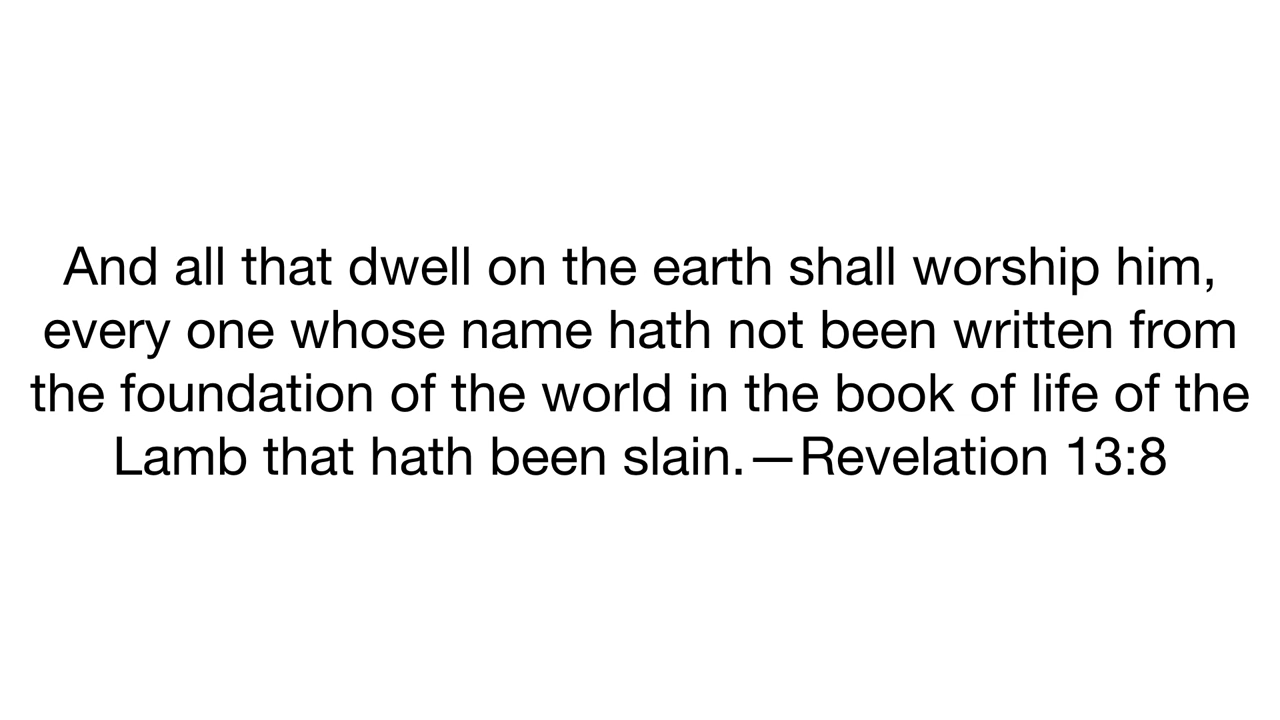 And all that dwell on the earth shall worship him,
every one whose name hath not been written from
the foundation of the world in the book of life of the
Lamb that hath been slain.—Revelation 13:8